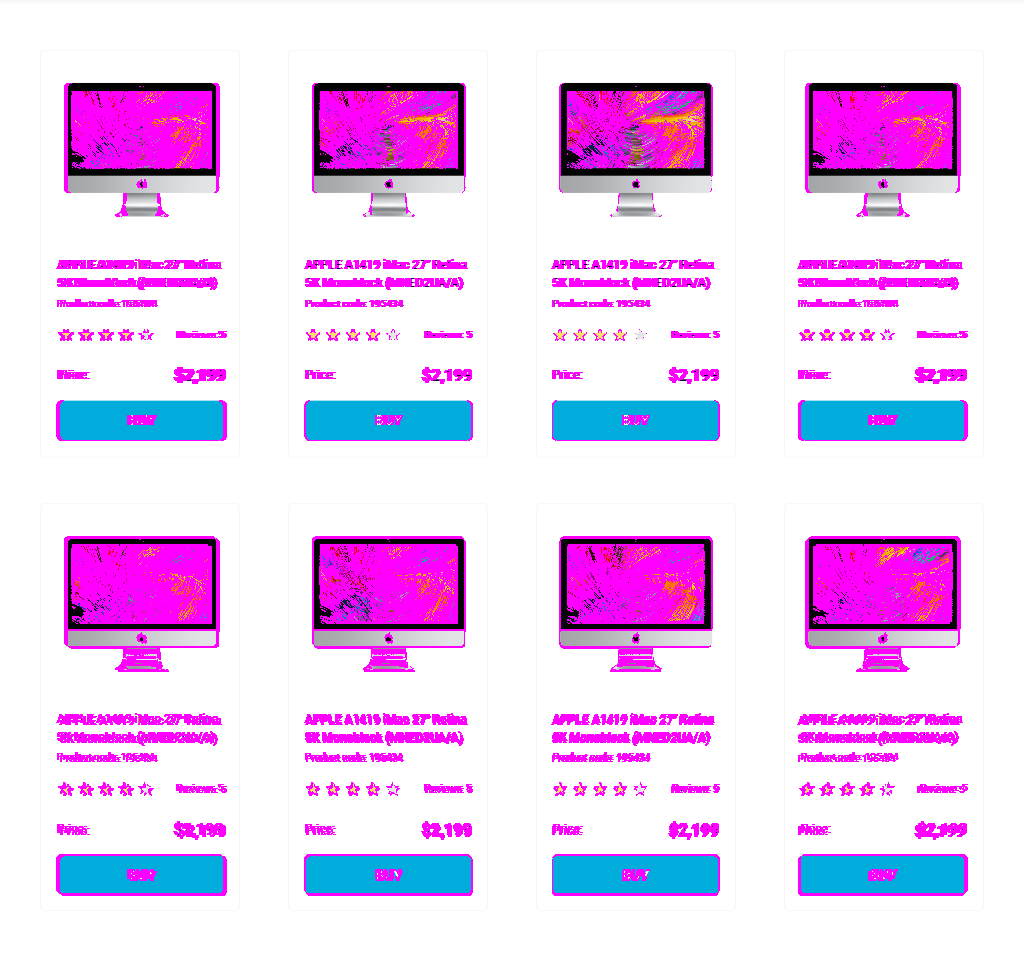 APPLE A1419 iMac 27" Retina
5K Monoblock (MNED2UA/A)
Product code: 195434
Reviews: 5
Price:
$2,199
BUY
APPLE A1419 iMac 27" Retina
5K Monoblock (MNED2UA/A)
Product code: 195434
Reviews: 5
Price:
$2,199
BUY
APPLE A1419 iMac 27" Retina
5K Monoblock (MNED2UA/A)
Product code: 195434
Reviews: 5
Price:
$2,199
BUY
APPLE A1419 iMac 27" Retina
5K Monoblock (MNED2UA/A)
Product code: 195434
Reviews: 5
Price:
$2,199
BUY
APPLE A1419 iMac 27" Retina
5K Monoblock (MNED2UA/A)
Product code: 195434
Reviews: 5
Price:
$2,199
BUY
APPLE A1419 iMac 27" Retina
5K Monoblock (MNED2UA/A)
Product code: 195434
Reviews: 5
Price:
$2,199
BUY
APPLE A1419 iMac 27" Retina
5K Monoblock (MNED2UA/A)
Product code: 195434
Reviews: 5
Price:
$2,199
BUY
APPLE A1419 iMac 27" Retina
5K Monoblock (MNED2UA/A)
Product code: 195434
Reviews: 5
Price:
$2,199
BUY